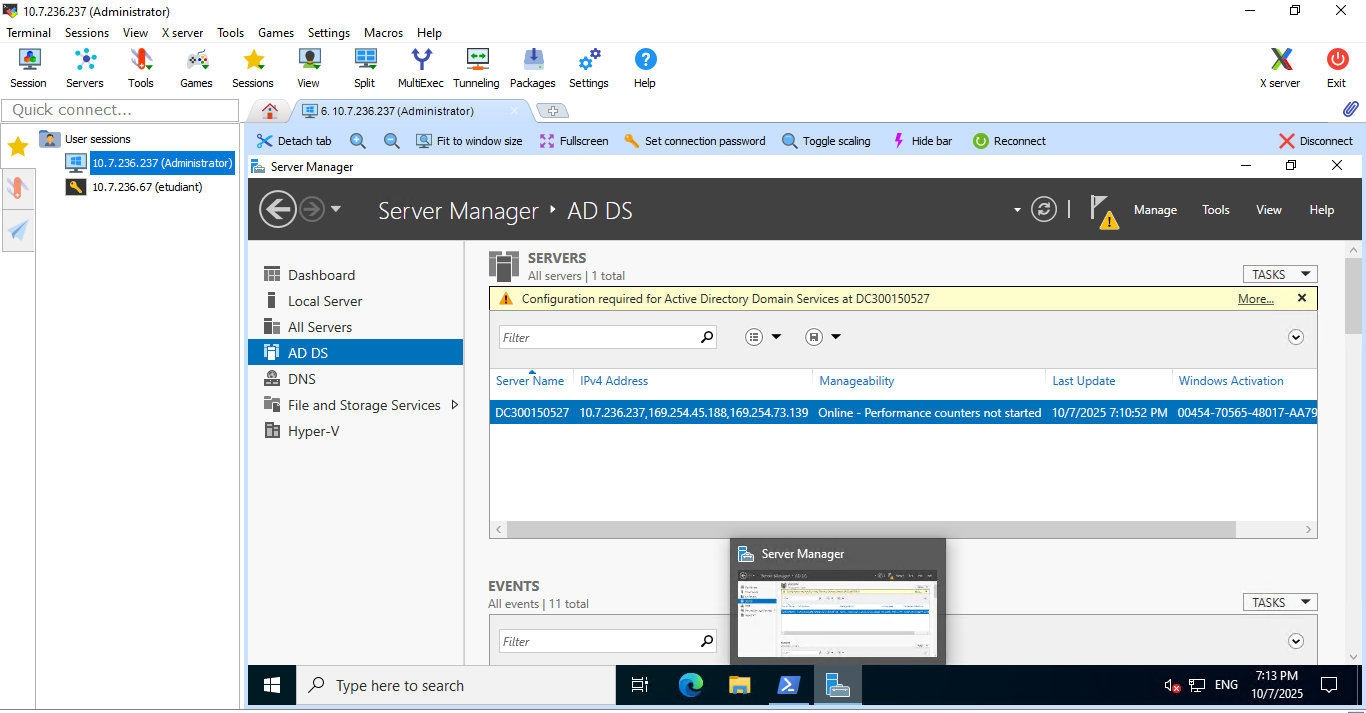 10.7.236.237 (Administrator)
Terminal Sessions View X server Tools Games Settings Macros Help
Session Servers Tools Games Sessions View Split MultiExec Tunneling Packages Settings Help X server Exit
Quick connect...
6. 10.7.236.237 (Administrator)
User sessions
10.7.236.237 (Administrator)
10.7.236.67 (etudiant)
Detach tab Fit to window size Fullscreen Set connection password Toggle scaling Hide bar Reconnect Disconnect
Server Manager
Server Manager AD DS
Manage Tools View Help
Dashboard
Local Server
All Servers
AD DS
DNS
File and Storage Services
Hyper-V
SERVERS
All servers | 1 total
TASKS
Configuration required for Active Directory Domain Services at DC300150527 More...
Filter
Server Name IPv4 Address Manageability Last Update Windows Activation
DC300150527 10.7.236.237,169.254.45.188,169.254.73.139 Online - Performance counters not started 10/7/2025 7:10:52 PM 00454-70565-48017-AA79
Server Manager
EVENTS
All events | 11 total
TASKS
Filter
Type here to search
ENG
7:13 PM
10/7/2025